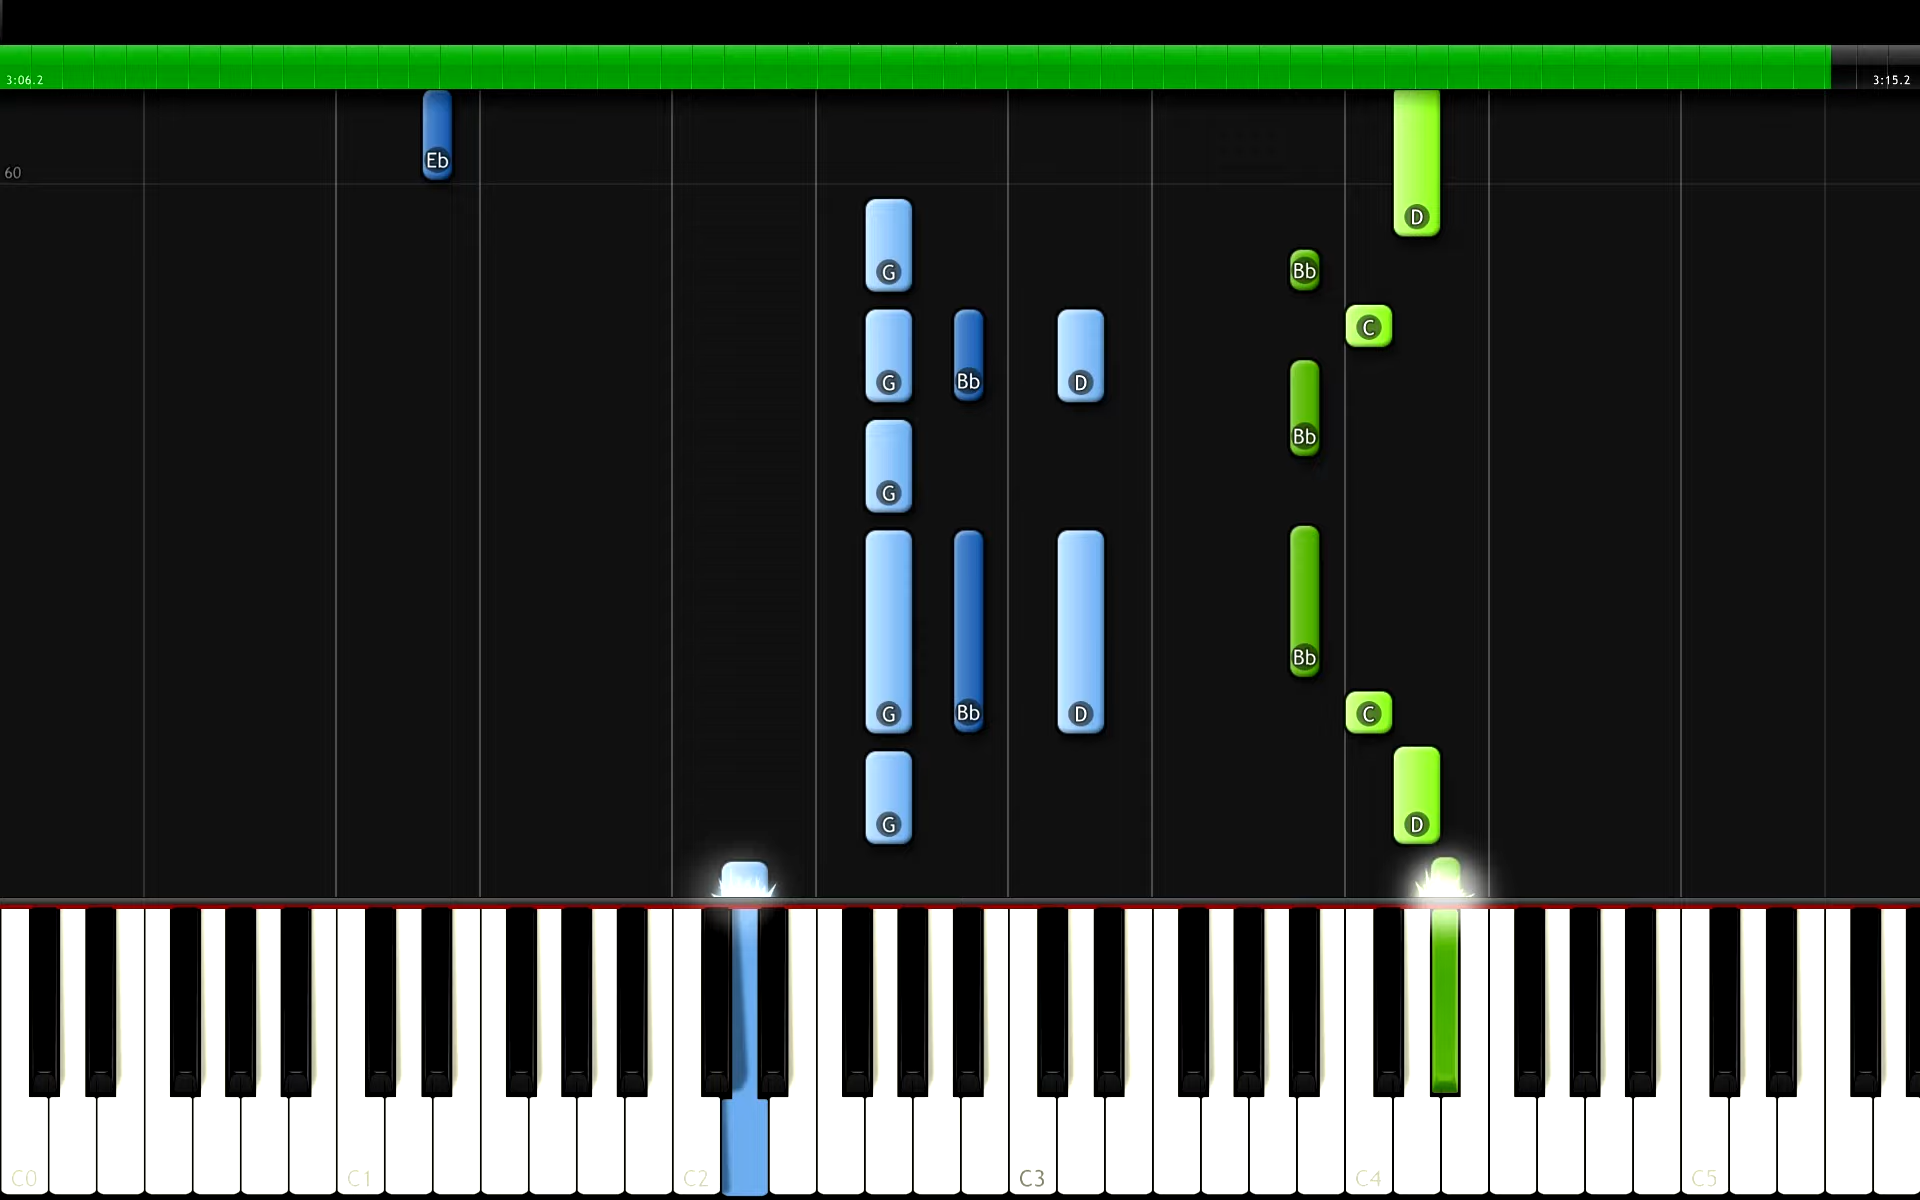 3:06.2 3:15.2
Eb
60
D
G Bb
C
G Bb D
Bb
G
Bb
G Bb D C
G D
C0 C1 C2 C3 C4 C5